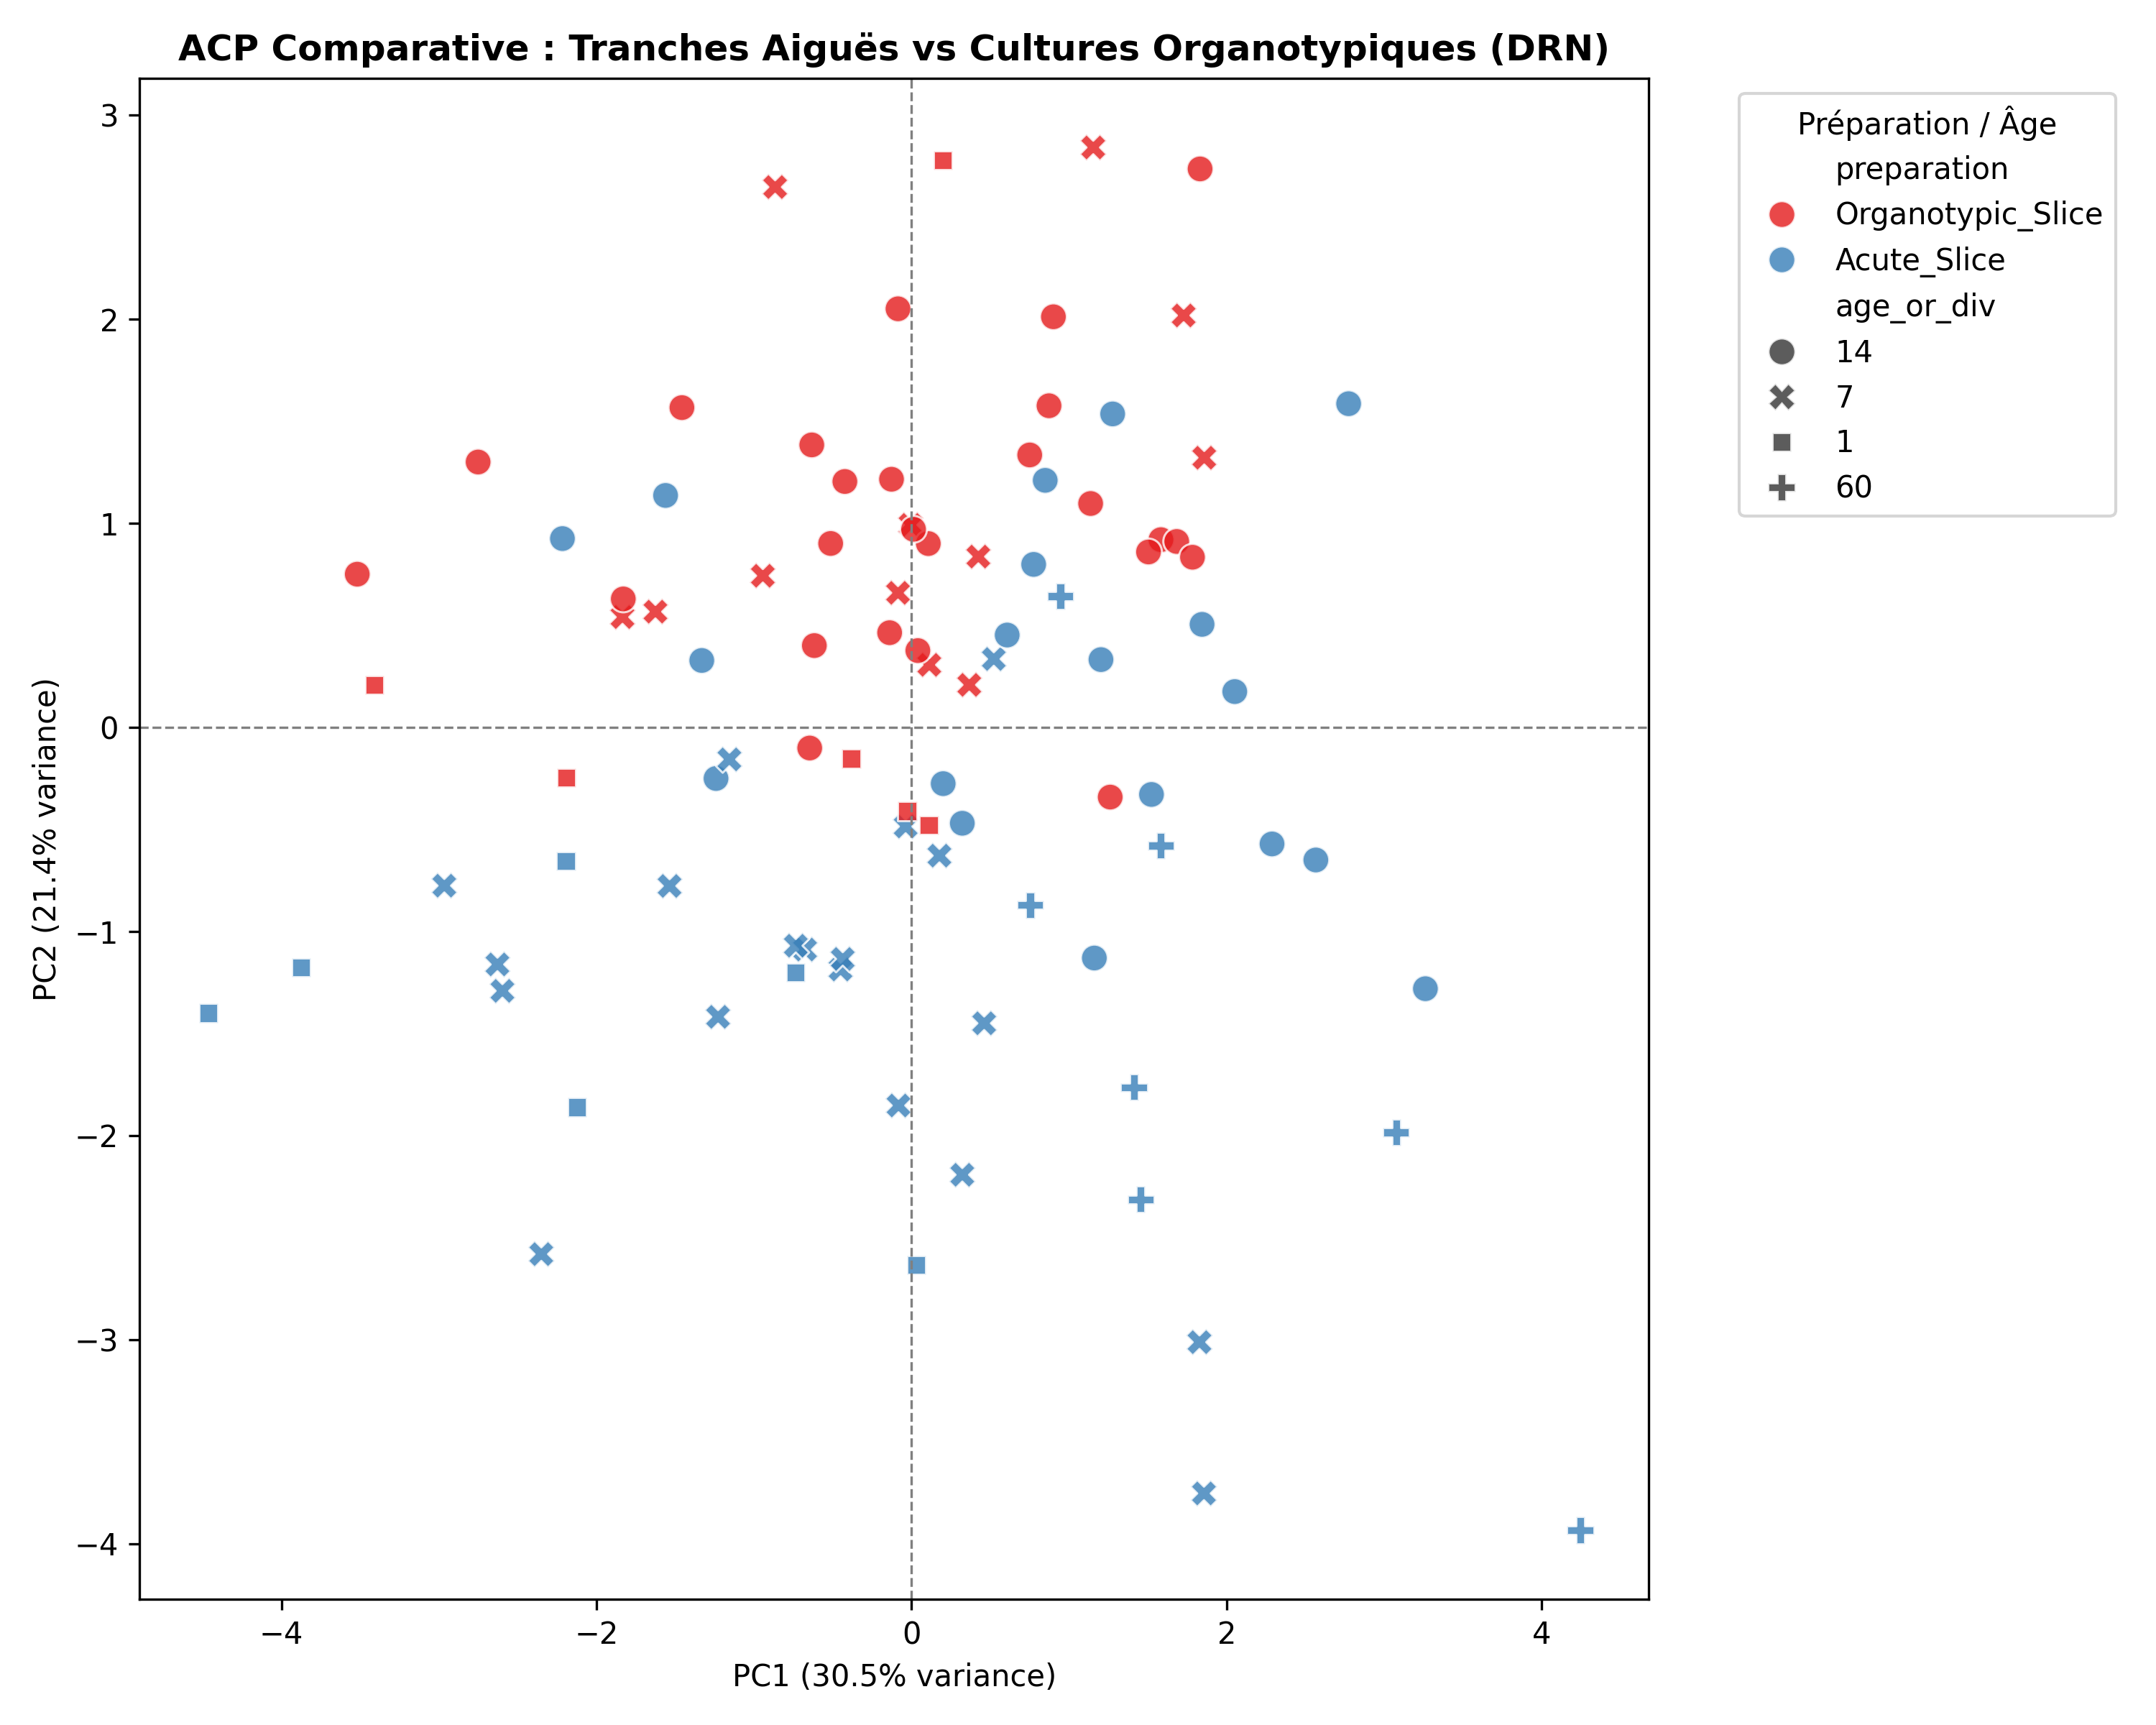 ACP Comparative : Tranches Aiguës vs Cultures Organotypiques (DRN)
3
2
1
0
−1
−2
−3
−4
PC2 (21.4% variance)
−4
−2
0
2
4
PC1 (30.5% variance)
Préparation / Âge
preparation
Organotypic_Slice
Acute_Slice
age_or_div
14
7
1
60